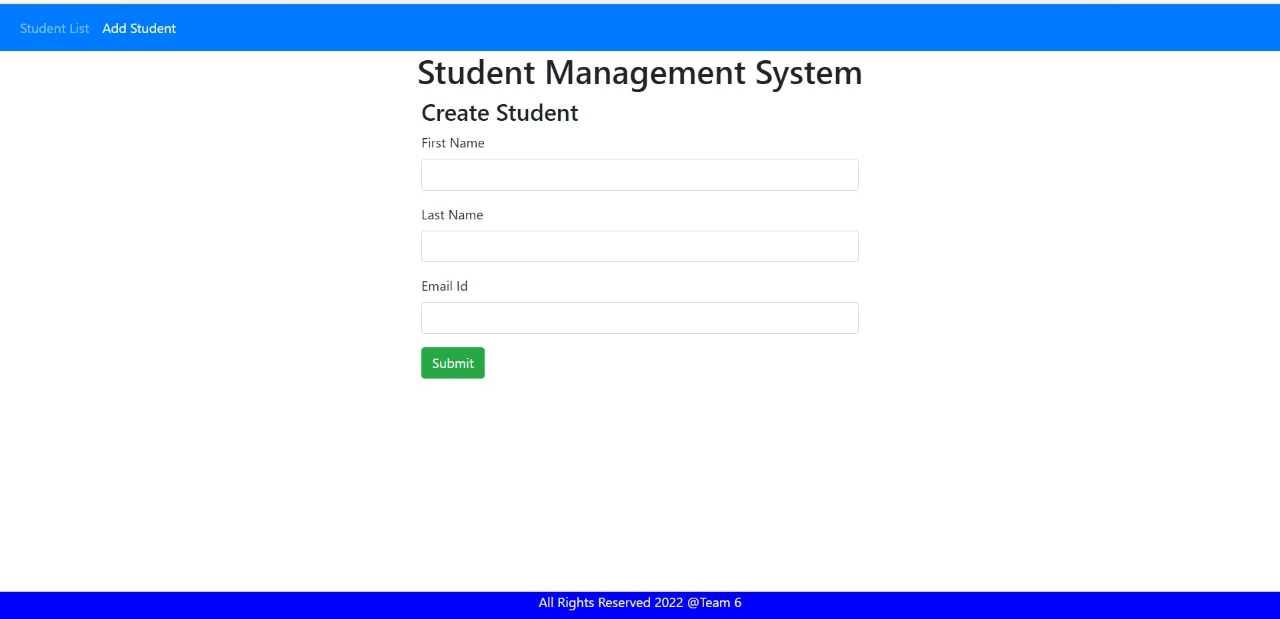 Student List Add Student
Student Management System
Create Student
First Name
Last Name
Email Id
Submit
All Rights Reserved 2022 @Team 6